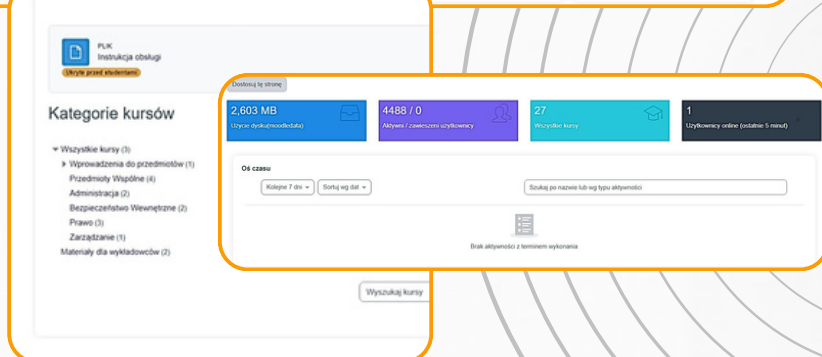 PLIK
Instrukcja obsługi
Ukryte przed studentami
Kategorie kursów
Wszystkie kursy (3)
Wprowadzenia do przedmiotów (1)
Przedmioty Wspólne (4)
Administracja (2)
Bezpieczeństwo Wewnętrzne (2)
Prawo (3)
Zarządzanie (1)
Materiały dla wykładowców (2)
Wyszukaj kursy
Dostosuj tę stronę
2,603 MB
Użycie dysku(moodledata)
4488 / 0
Aktywni / zawieszeni użytkownicy
27
Wszystkie kursy
1
Użytkownicy online (ostatnie 5 minut)
Oś czasu
Kolejne 7 dni
Sortuj wg dat
Szukaj po nazwie lub wg typu aktywności
Brak aktywności z terminem wykonania